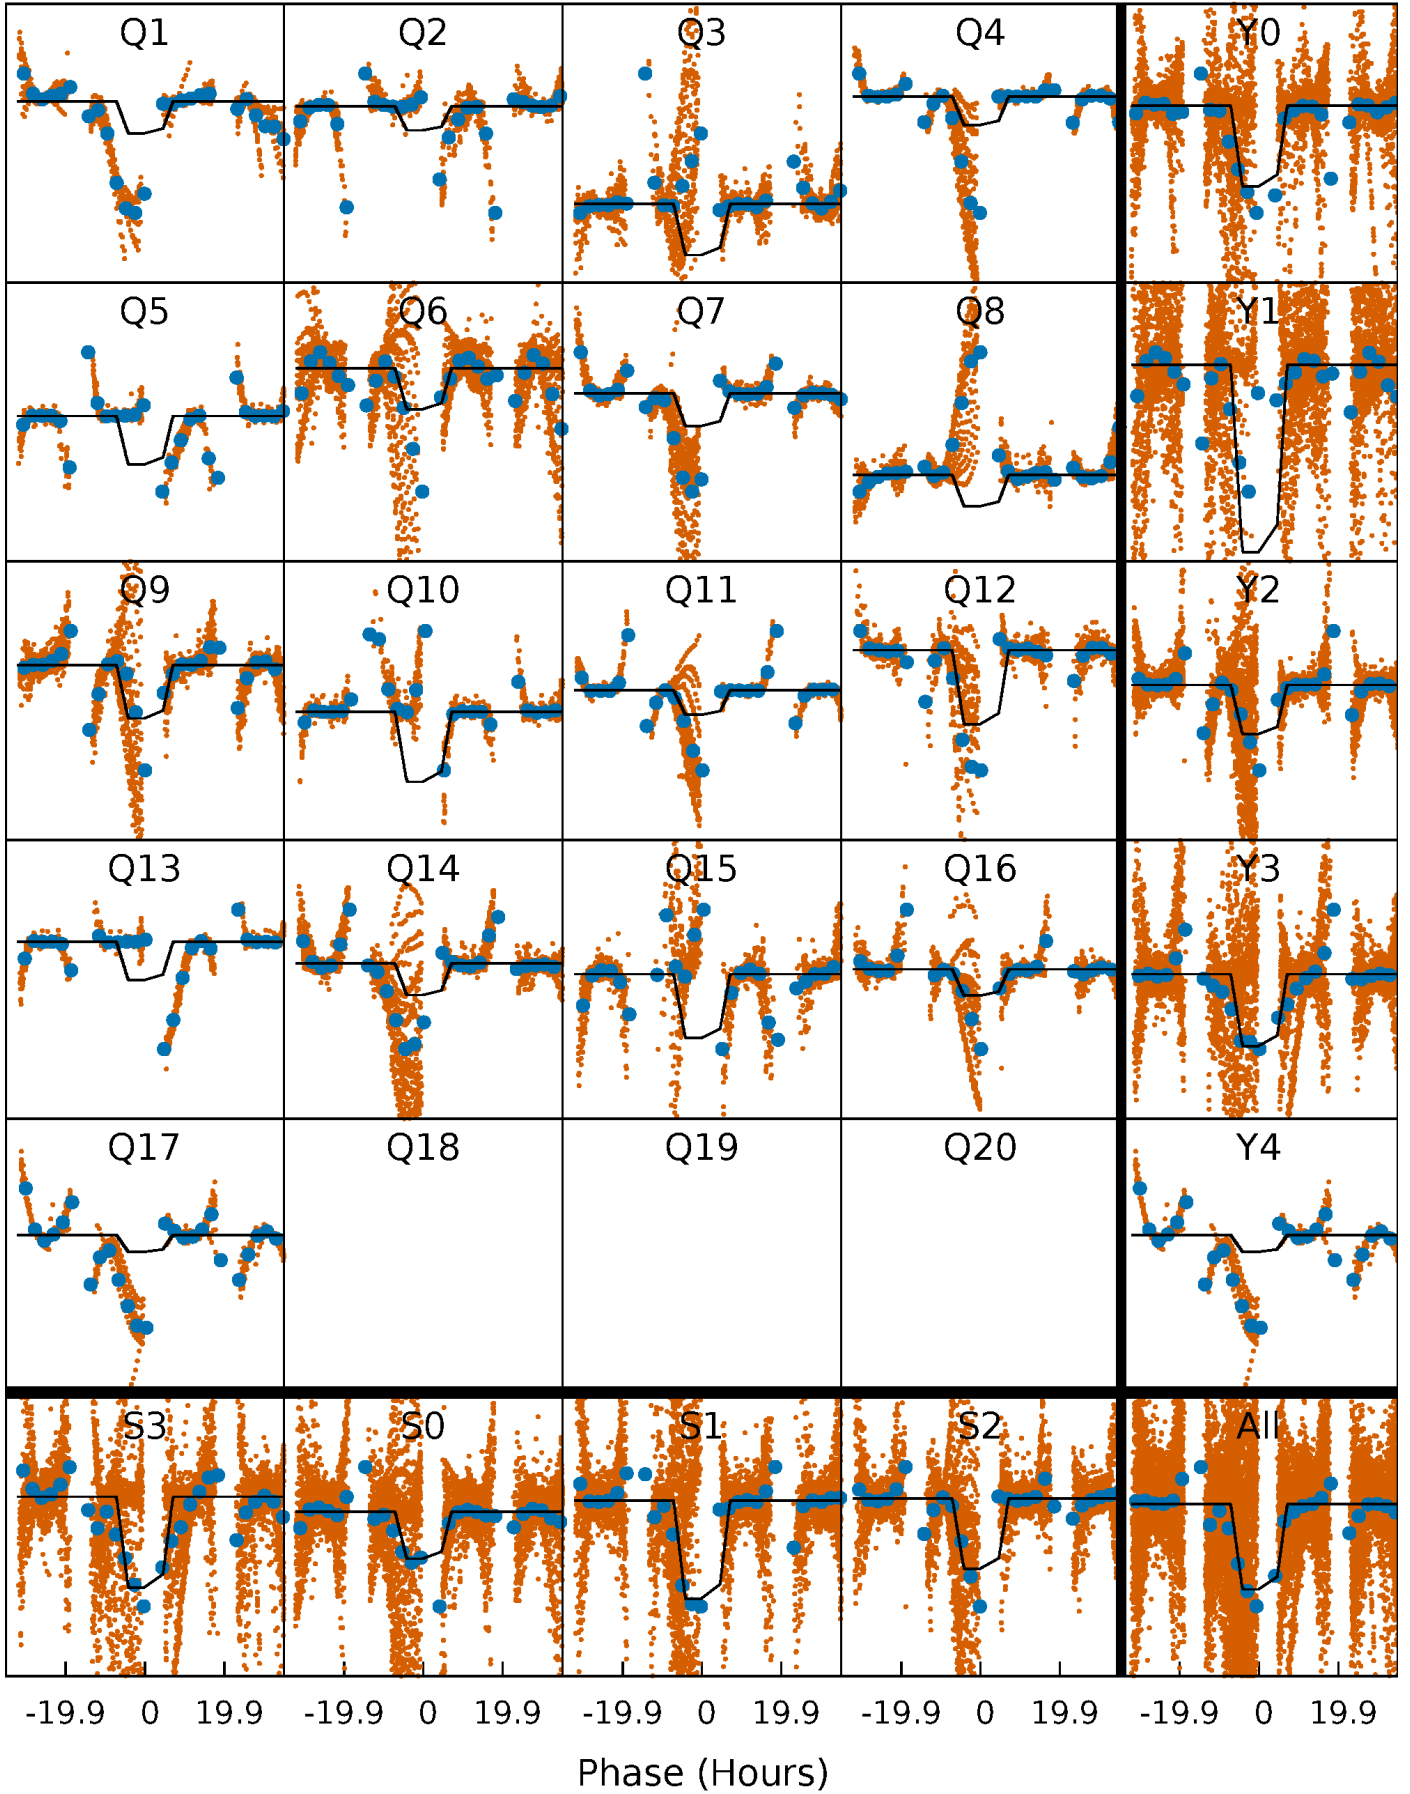 Q1 Q2 Q3 Q4 Y0
Q5 Q6 Q7 Q8 Y1
Q9 Q10 Q11 Q12 Y2
Q13 Q14 Q15 Q16 Y3
Q17 Q18 Q19 Q20 Y4
S3 S0 S1 S2 All
-19.9 0 19.9 -19.9 0 19.9 -19.9 0 19.9 -19.9 0 19.9 -19.9 0 19.9
Phase (Hours)